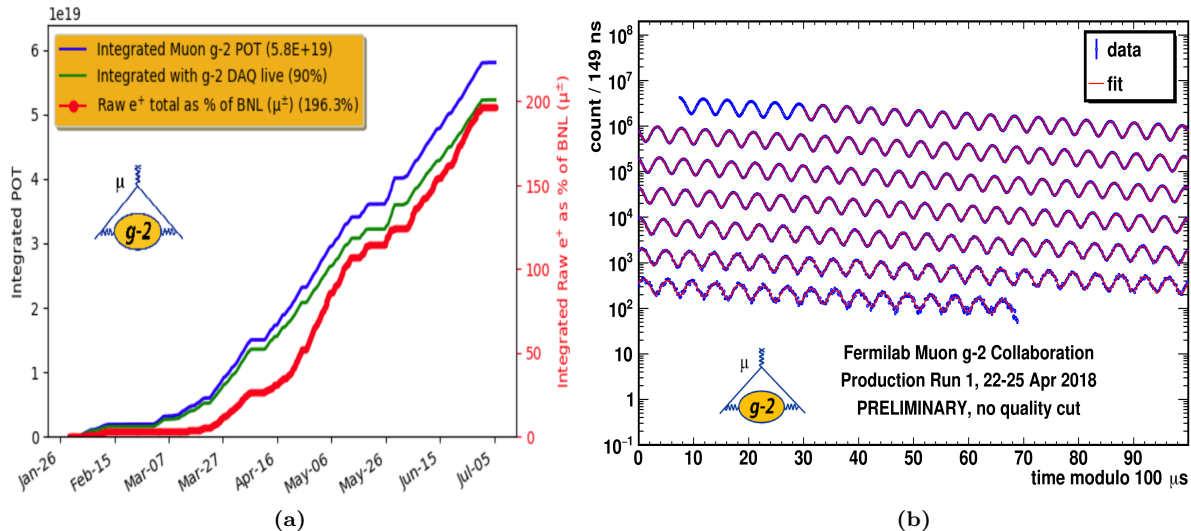 1e19
6
5
4
3
2
1
0
Integrated POT
Integrated Muon g-2 POT (5.8E+19)
Integrated with g-2 DAQ live (90%)
Raw e⁺ total as % of BNL (μ±) (196.3%)
μ
g-2
200
150
100
50
0
Integrated Raw e⁺ as % of BNL (μ±)
Jan-26
Feb-15
Mar-07
Mar-27
Apr-16
May-06
May-26
Jun-15
Jul-05
(a)
count / 149 ns
10⁸
10⁷
10⁶
10⁵
10⁴
10³
10²
10
1
10⁻¹
data
fit
μ
g-2
Fermilab Muon g-2 Collaboration
Production Run 1, 22-25 Apr 2018
PRELIMINARY, no quality cut
0 10 20 30 40 50 60 70 80 90
time modulo 100 μs
(b)